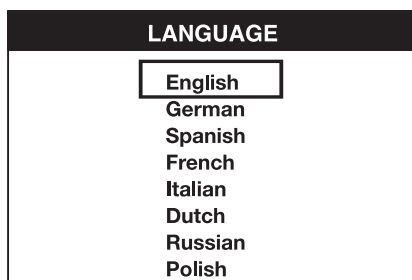 LANGUAGE
English
German
Spanish
French
Italian
Dutch
Russian
Polish